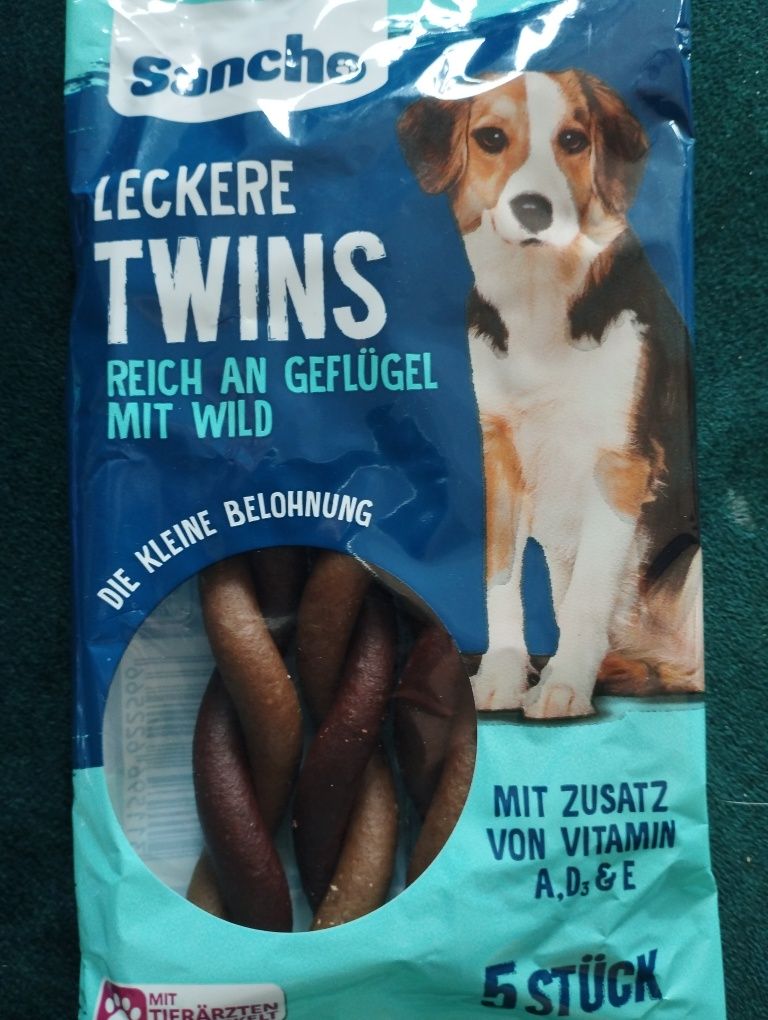 Sancho
LECKERE
TWINS
REICH AN GEFLÜGEL
MIT WILD
DIE KLEINE BELOHNUNG
MIT ZUSATZ
VON VITAMIN
A, D₃ & E
5 STÜCK
MIT
TIERÄRZTEN